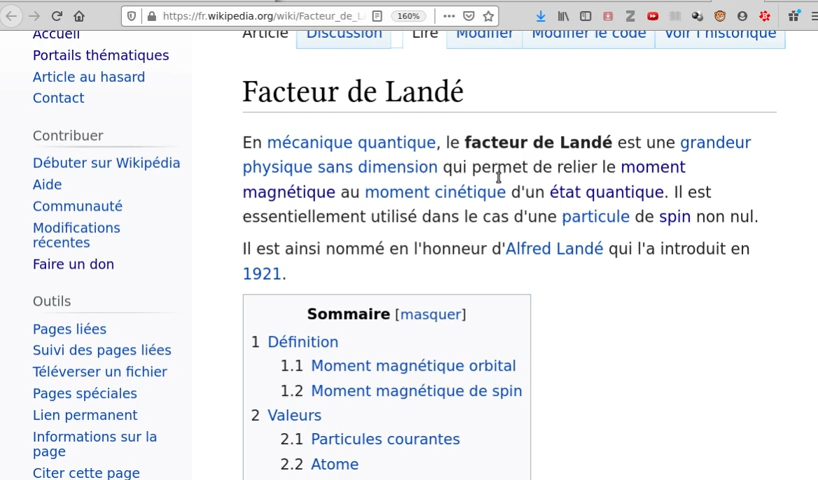 https://fr.wikipedia.org/wiki/Facteur_de_L
160%
Accueil
Portails thématiques
Article au hasard
Contact
Contribuer
Débuter sur Wikipédia
Aide
Communauté
Modifications
récentes
Faire un don
Outils
Pages liées
Suivi des pages liées
Téléverser un fichier
Pages spéciales
Lien permanent
Informations sur la
page
Citer cette page
Article Discussion Lire Modifier Modifier le code Voir l'historique
Facteur de Landé
En mécanique quantique, le facteur de Landé est une grandeur
physique sans dimension qui permet de relier le moment
magnétique au moment cinétique d'un état quantique. Il est
essentiellement utilisé dans le cas d'une particule de spin non nul.
Il est ainsi nommé en l'honneur d'Alfred Landé qui l'a introduit en
1921.
Sommaire [masquer]
1 Définition
1.1 Moment magnétique orbital
1.2 Moment magnétique de spin
2 Valeurs
2.1 Particules courantes
2.2 Atome